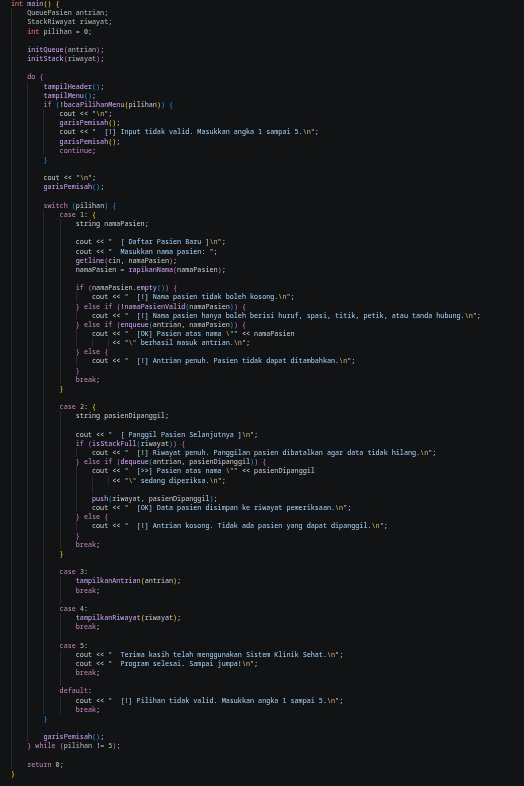 int main() {
    QueuePasien antrian;
    StackRiwayat riwayat;
    int pilihan = 0;

    initQueue(antrian);
    initStack(riwayat);

    do {
        tampilHeader();
        tampilMenu();
        if (!bacaPilihanMenu(pilihan)) {
            cout << "\n";
            garisPemisah();
            cout << "  [!] Input tidak valid. Masukkan angka 1 sampai 5.\n";
            garisPemisah();
            continue;
        }

        cout << "\n";
        garisPemisah();

        switch (pilihan) {
            case 1: {
                string namaPasien;

                cout << "  [ Daftar Pasien Baru ]\n";
                cout << "  Masukkan nama pasien: ";
                getline(cin, namaPasien);
                namaPasien = rapikanNama(namaPasien);

                if (namaPasien.empty()) {
                    cout << "  [!] Nama pasien tidak boleh kosong.\n";
                } else if (!namaPasienValid(namaPasien)) {
                    cout << "  [!] Nama pasien hanya boleh berisi huruf, spasi, titik, petik, atau tanda hubung.\n";
                } else if (enqueue(antrian, namaPasien)) {
                    cout << "  [OK] Pasien atas nama \"" << namaPasien
                         << "\" berhasil masuk antrian.\n";
                } else {
                    cout << "  [!] Antrian penuh. Pasien tidak dapat ditambahkan.\n";
                }
                break;
            }

            case 2: {
                string pasienDipanggil;

                cout << "  [ Panggil Pasien Selanjutnya ]\n";
                if (isStackFull(riwayat)) {
                    cout << "  [!] Riwayat penuh. Panggilan pasien dibatalkan agar data tidak hilang.\n";
                } else if (dequeue(antrian, pasienDipanggil)) {
                    cout << "  [>>] Pasien atas nama \"" << pasienDipanggil
                         << "\" sedang diperiksa.\n";

                    push(riwayat, pasienDipanggil);
                    cout << "  [OK] Data pasien disimpan ke riwayat pemeriksaan.\n";
                } else {
                    cout << "  [!] Antrian kosong. Tidak ada pasien yang dapat dipanggil.\n";
                }
                break;
            }

            case 3:
                tampilkanAntrian(antrian);
                break;

            case 4:
                tampilkanRiwayat(riwayat);
                break;

            case 5:
                cout << "  Terima kasih telah menggunakan Sistem Klinik Sehat.\n";
                cout << "  Program selesai. Sampai jumpa!\n";
                break;

            default:
                cout << "  [!] Pilihan tidak valid. Masukkan angka 1 sampai 5.\n";
                break;
        }

        garisPemisah();
    } while (pilihan != 5);

    return 0;
}